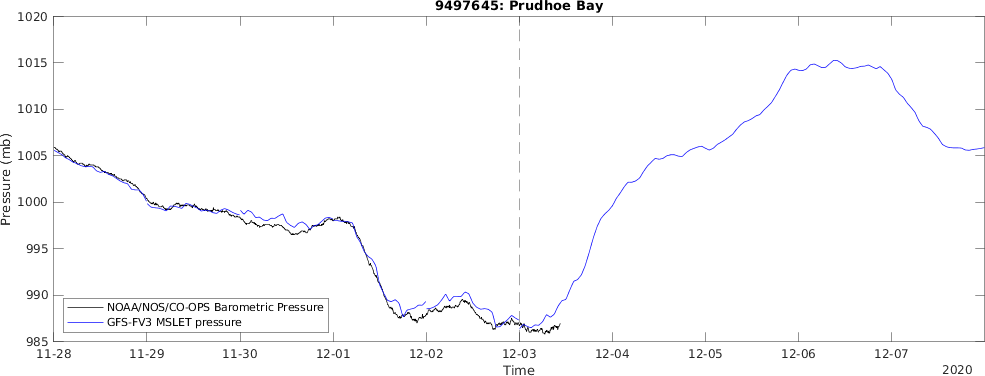 9497645: Prudhoe Bay
1020
1015
1010
1005
1000
995
990
985
Pressure (mb)
NOAA/NOS/CO-OPS Barometric Pressure
GFS-FV3 MSLET pressure
11-28 11-29 11-30 12-01 12-02 12-03 12-04 12-05 12-06 12-07
Time
2020